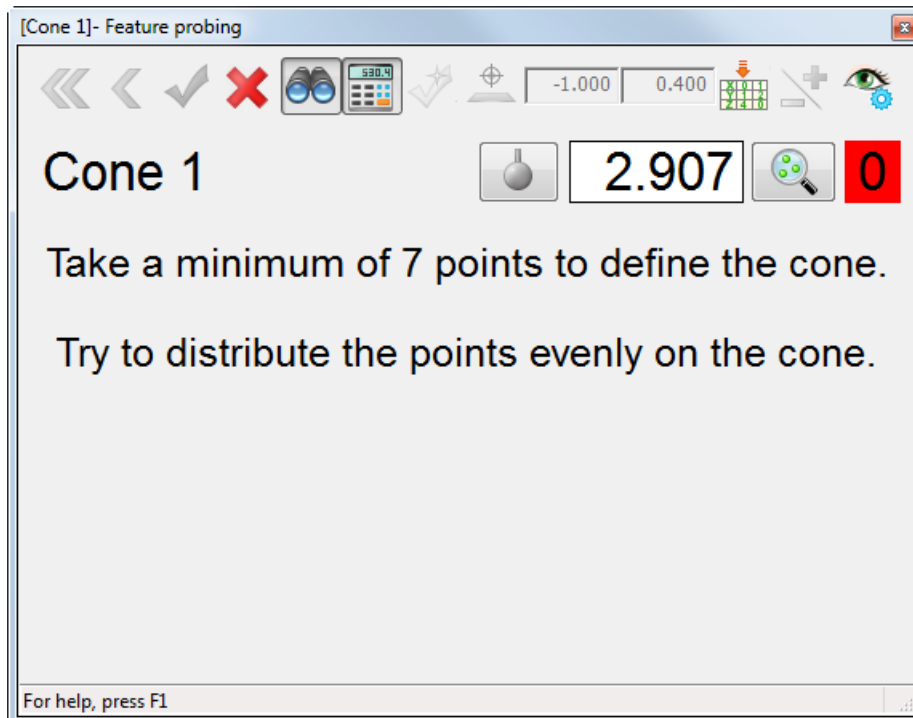 [Cone 1]- Feature probing
530.4
-1.000 0.400
Cone 1 2.907 0
Take a minimum of 7 points to define the cone.
Try to distribute the points evenly on the cone.
For help, press F1